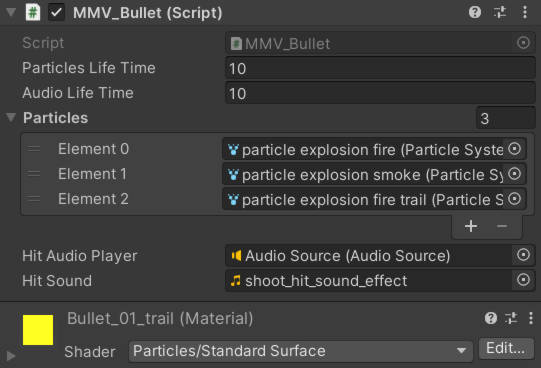 MMV_Bullet (Script)
Script MMV_Bullet
Particles Life Time 10
Audio Life Time 10
Particles 3
Element 0 particle explosion fire (Particle Syste
Element 1 particle explosion smoke (Particle Sy
Element 2 particle explosion fire trail (Particle S
Hit Audio Player Audio Source (Audio Source)
Hit Sound shoot_hit_sound_effect
Bullet_01_trail (Material)
Shader Particles/Standard Surface Edit...